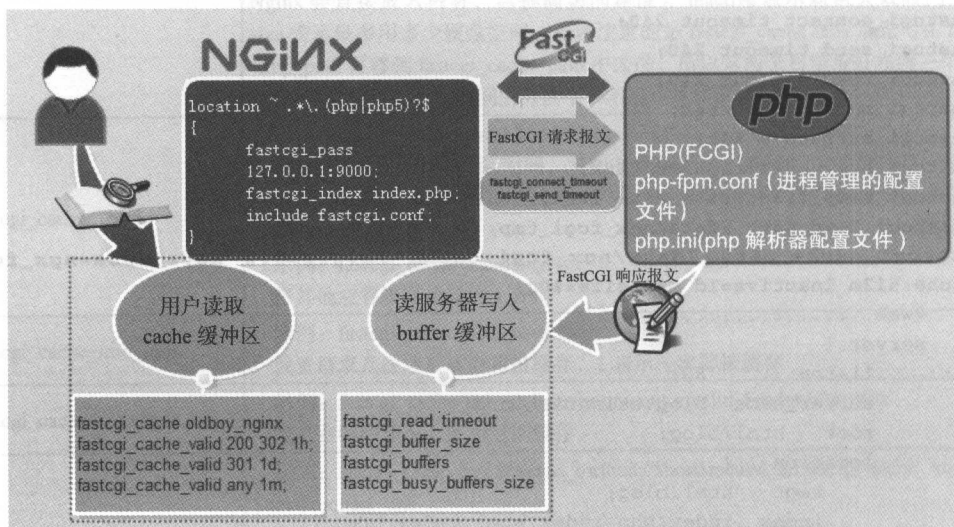 NGiNX
Fast
CGI
location ~ .*\.(php|php5)?$
{
fastcgi_pass
127.0.0.1:9000;
fastcgi_index index.php;
include fastcgi.conf;
}
FastCGI 请求报文
fastcgi_connect_timeout
fastcgi_send_timeout
php
PHP(FCGI)
php-fpm.conf（进程管理的配置
文件）
php.ini(php 解析器配置文件 )
FastCGI 响应报文
用户读取
cache 缓冲区
读服务器写入
buffer 缓冲区
fastcgi_cache oldboy_nginx
fastcgi_cache_valid 200 302 1h;
fastcgi_cache_valid 301 1d;
fastcgi_cache_valid any 1m;
fastcgi_read_timeout
fastcgi_buffer_size
fastcgi_buffers
fastcgi_busy_buffers_size